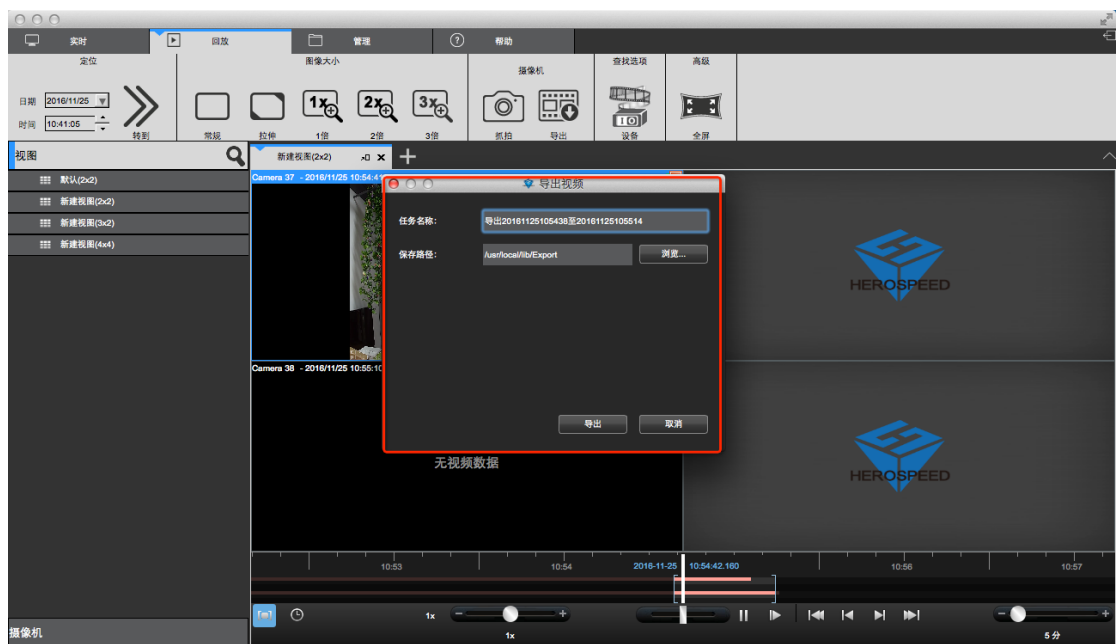 实时
回放
管理
帮助
定位
图像大小
摄像机
查找选项
高级
日期 2016/11/25
时间 10:41:05
转到
常规
拉伸
1x
1倍
2x
2倍
3x
3倍
抓拍
导出
设备
全屏
视图
新建视图(2x2)
默认(2x2)
新建视图(2x2)
新建视图(3x2)
新建视图(4x4)
Camera 37 - 2016/11/25 10:54:41
导出视频
任务名称: 导出20161125105438至20161125105514
保存路径: /usr/local/lib/Export 浏览...
导出 取消
HEROSPEED
Camera 38 - 2016/11/25 10:55:10
无视频数据
HEROSPEED
10:53
10:54
2016-11-25 10:54:42.160
10:56
10:57
1x
1x
5 分
摄像机